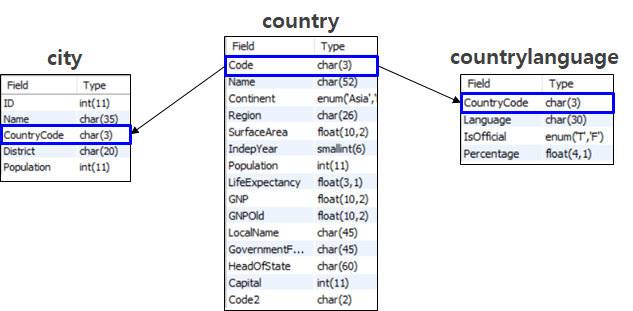 city
Field Type
ID int(11)
Name char(35)
CountryCode char(3)
District char(20)
Population int(11)
country
Field Type
Code char(3)
Name char(52)
Continent enum('Asia','
Region char(26)
SurfaceArea float(10,2)
IndepYear smallint(6)
Population int(11)
LifeExpectancy float(3,1)
GNP float(10,2)
GNPOld float(10,2)
LocalName char(45)
GovernmentF... char(45)
HeadOfState char(60)
Capital int(11)
Code2 char(2)
countrylanguage
Field Type
CountryCode char(3)
Language char(30)
IsOfficial enum('T','F')
Percentage float(4,1)